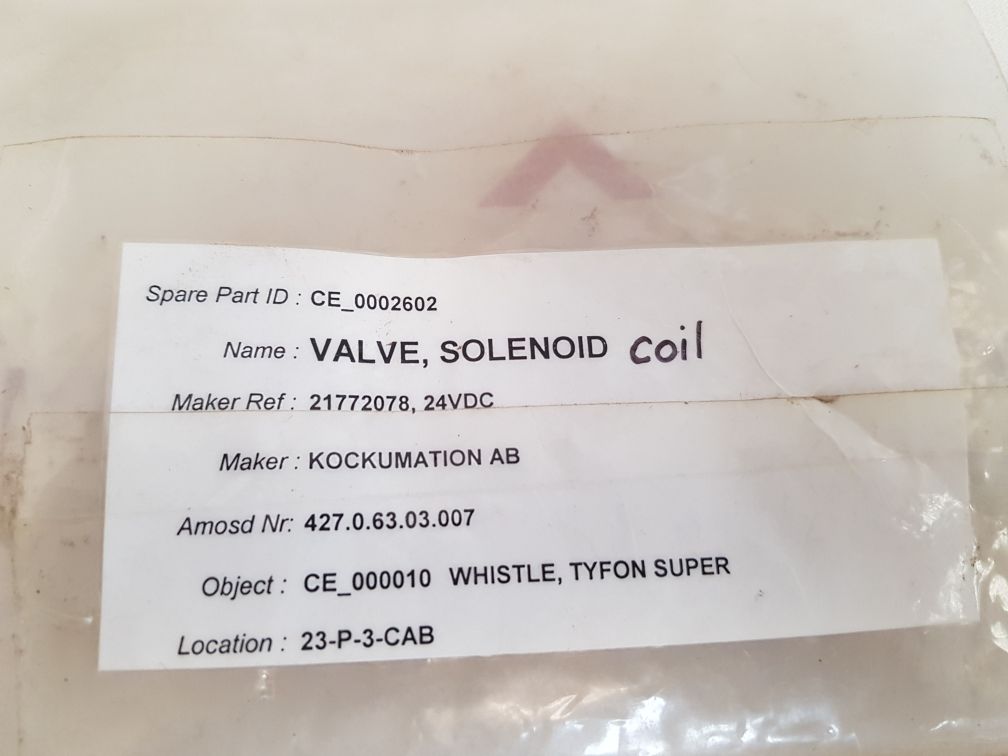 Spare Part ID : CE_0002602
Name : VALVE, SOLENOID coil
Maker Ref : 21772078, 24VDC
Maker : KOCKUMATION AB
Amosd Nr: 427.0.63.03.007
Object : CE_000010 WHISTLE, TYFON SUPER
Location : 23-P-3-CAB